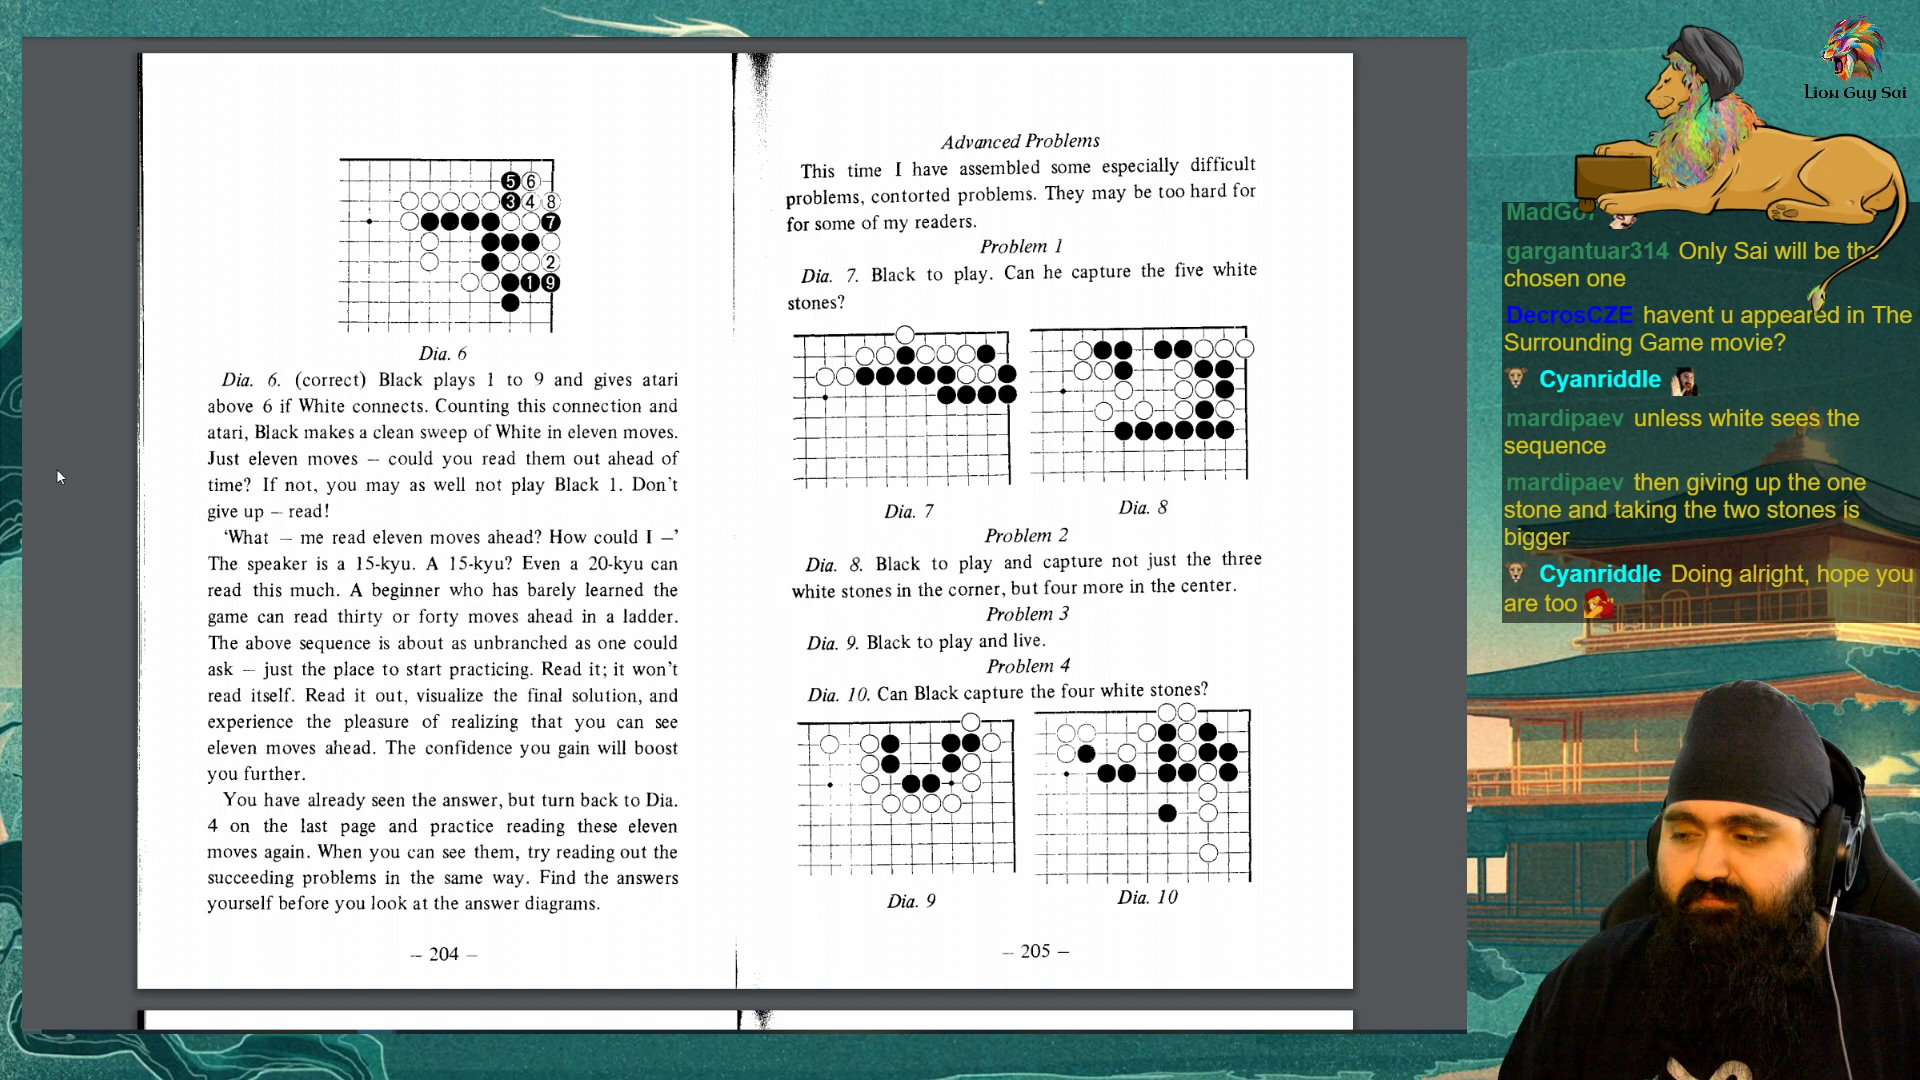 5 6
3 4 8
7
2
1 9
Dia. 6
Dia. 6. (correct) Black plays 1 to 9 and gives atari
above 6 if White connects. Counting this connection and
atari, Black makes a clean sweep of White in eleven moves.
Just eleven moves — could you read them out ahead of
time? If not, you may as well not play Black 1. Don't
give up — read!
‘What — me read eleven moves ahead? How could I —’
The speaker is a 15-kyu. A 15-kyu? Even a 20-kyu can
read this much. A beginner who has barely learned the
game can read thirty or forty moves ahead in a ladder.
The above sequence is about as unbranched as one could
ask — just the place to start practicing. Read it; it won't
read itself. Read it out, visualize the final solution, and
experience the pleasure of realizing that you can see
eleven moves ahead. The confidence you gain will boost
you further.
You have already seen the answer, but turn back to Dia.
4 on the last page and practice reading these eleven
moves again. When you can see them, try reading out the
succeeding problems in the same way. Find the answers
yourself before you look at the answer diagrams.
— 204 —
Advanced Problems
This time I have assembled some especially difficult
problems, contorted problems. They may be too hard for
for some of my readers.
Problem 1
Dia. 7. Black to play. Can he capture the five white
stones?
Dia. 7
Dia. 8
Problem 2
Dia. 8. Black to play and capture not just the three
white stones in the corner, but four more in the center.
Problem 3
Dia. 9. Black to play and live.
Problem 4
Dia. 10. Can Black capture the four white stones?
Dia. 9
Dia. 10
— 205 —
Lion Guy Sai
gargantuar314 Only Sai will be the
chosen one
DecrosCZE havent u appeared in The
Surrounding Game movie?
Cyanriddle
mardipaev unless white sees the
sequence
mardipaev then giving up the one
stone and taking the two stones is
bigger
Cyanriddle Doing alright, hope you
are too